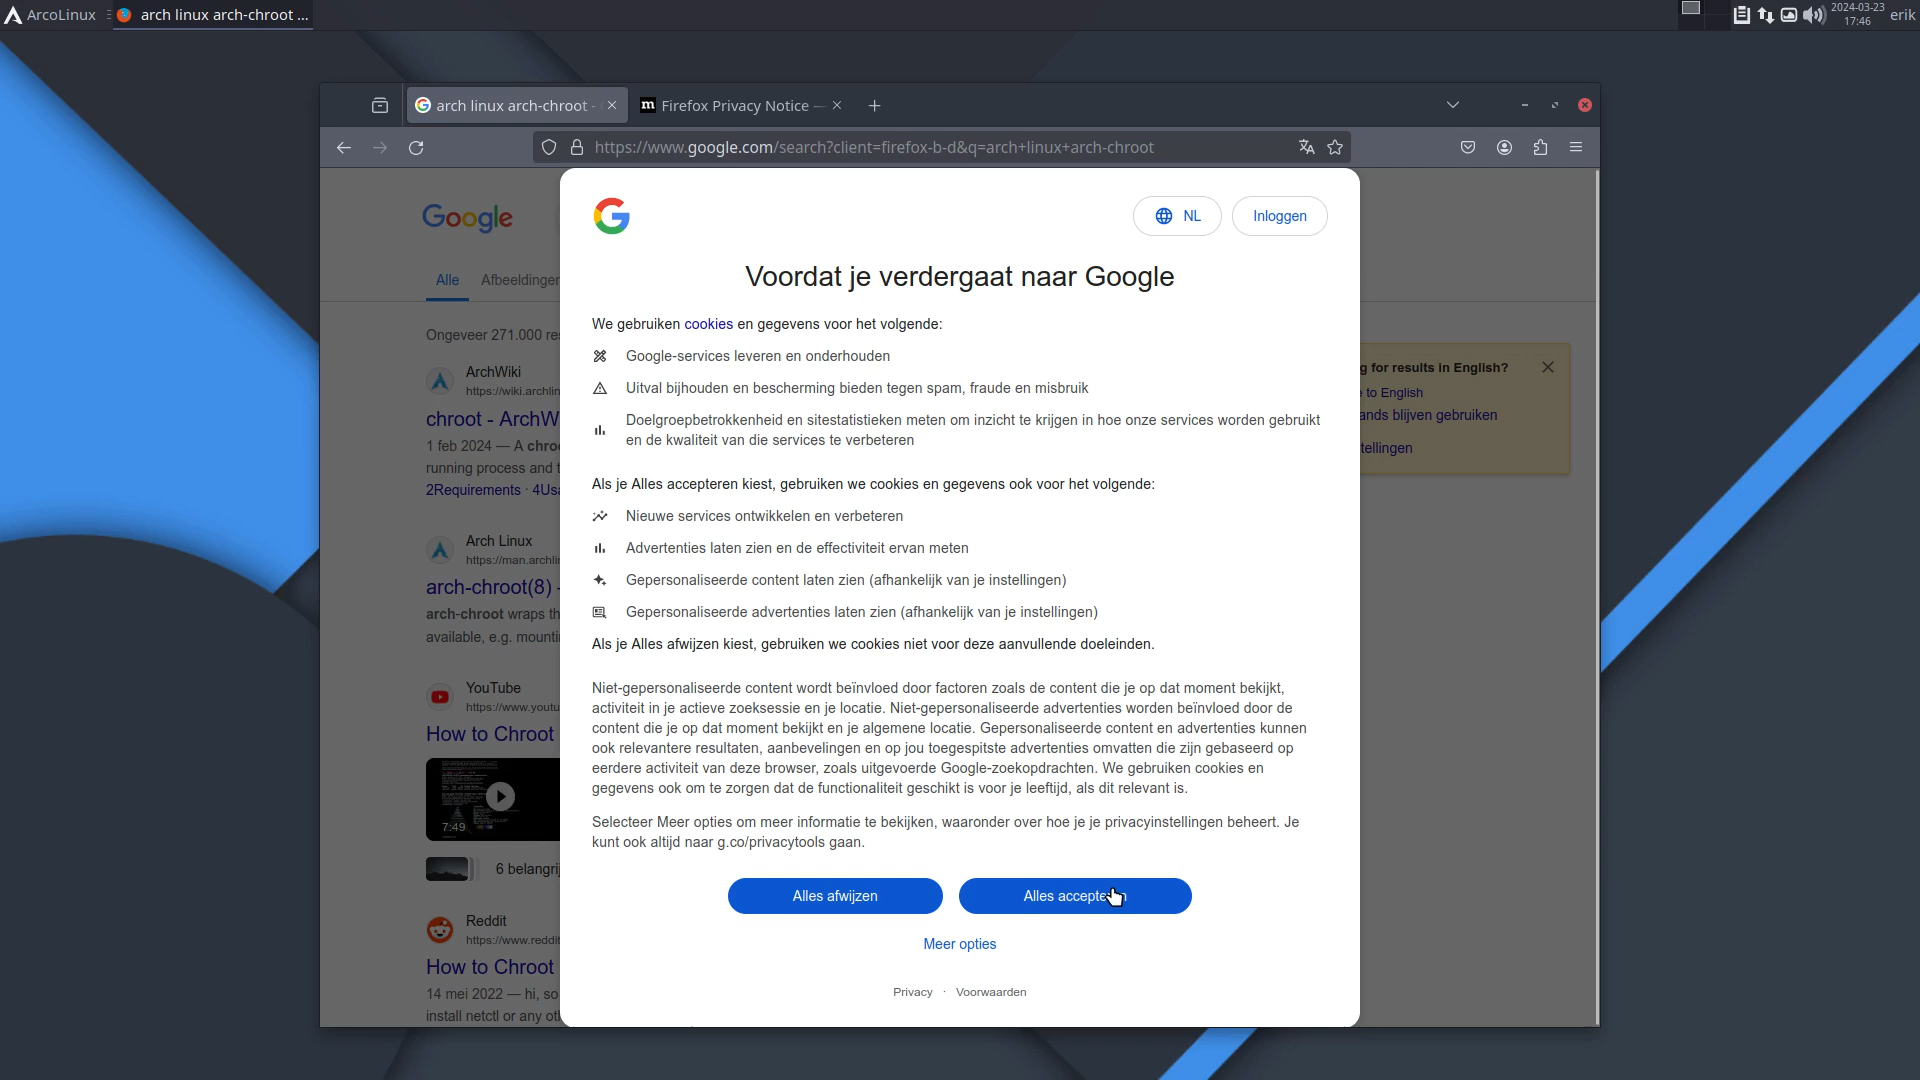 ArcoLinux
arch linux arch-chroot ...
2024-03-23
17:46
erik
arch linux arch-chroot -
Firefox Privacy Notice —
https://www.google.com/search?client=firefox-b-d&q=arch+linux+arch-chroot
Google
NL
Inloggen
Voordat je verdergaat naar Google
Alle
Afbeeldingen
We gebruiken cookies en gegevens voor het volgende:
Google-services leveren en onderhouden
Uitval bijhouden en bescherming bieden tegen spam, fraude en misbruik
Doelgroepbetrokkenheid en sitestatistieken meten om inzicht te krijgen in hoe onze services worden gebruikt
en de kwaliteit van die services te verbeteren
Als je Alles accepteren kiest, gebruiken we cookies en gegevens ook voor het volgende:
Nieuwe services ontwikkelen en verbeteren
Advertenties laten zien en de effectiviteit ervan meten
Gepersonaliseerde content laten zien (afhankelijk van je instellingen)
Gepersonaliseerde advertenties laten zien (afhankelijk van je instellingen)
Als je Alles afwijzen kiest, gebruiken we cookies niet voor deze aanvullende doeleinden.
Niet-gepersonaliseerde content wordt beïnvloed door factoren zoals de content die je op dat moment bekijkt,
activiteit in je actieve zoeksessie en je locatie. Niet-gepersonaliseerde advertenties worden beïnvloed door de
content die je op dat moment bekijkt en je algemene locatie. Gepersonaliseerde content en advertenties kunnen
ook relevantere resultaten, aanbevelingen en op jou toegespitste advertenties omvatten die zijn gebaseerd op
eerdere activiteit van deze browser, zoals uitgevoerde Google-zoekopdrachten. We gebruiken cookies en
gegevens ook om te zorgen dat de functionaliteit geschikt is voor je leeftijd, als dit relevant is.
Selecteer Meer opties om meer informatie te bekijken, waaronder over hoe je je privacyinstellingen beheert. Je
kunt ook altijd naar g.co/privacytools gaan.
Alles afwijzen
Alles accepteren
Meer opties
Privacy · Voorwaarden
Ongeveer 271.000 re
ArchWiki
https://wiki.archlin
chroot - ArchW
1 feb 2024 — A chroo
running process and t
2Requirements · 4Usa
Arch Linux
https://man.archli
arch-chroot(8) -
arch-chroot wraps th
available, e.g. mounti
YouTube
https://www.youtu
How to Chroot
7:49
6 belangrij
Reddit
https://www.reddit
How to Chroot
14 mei 2022 — hi, so
install netctl or any ot
g for results in English?
to English
ands blijven gebruiken
tellingen